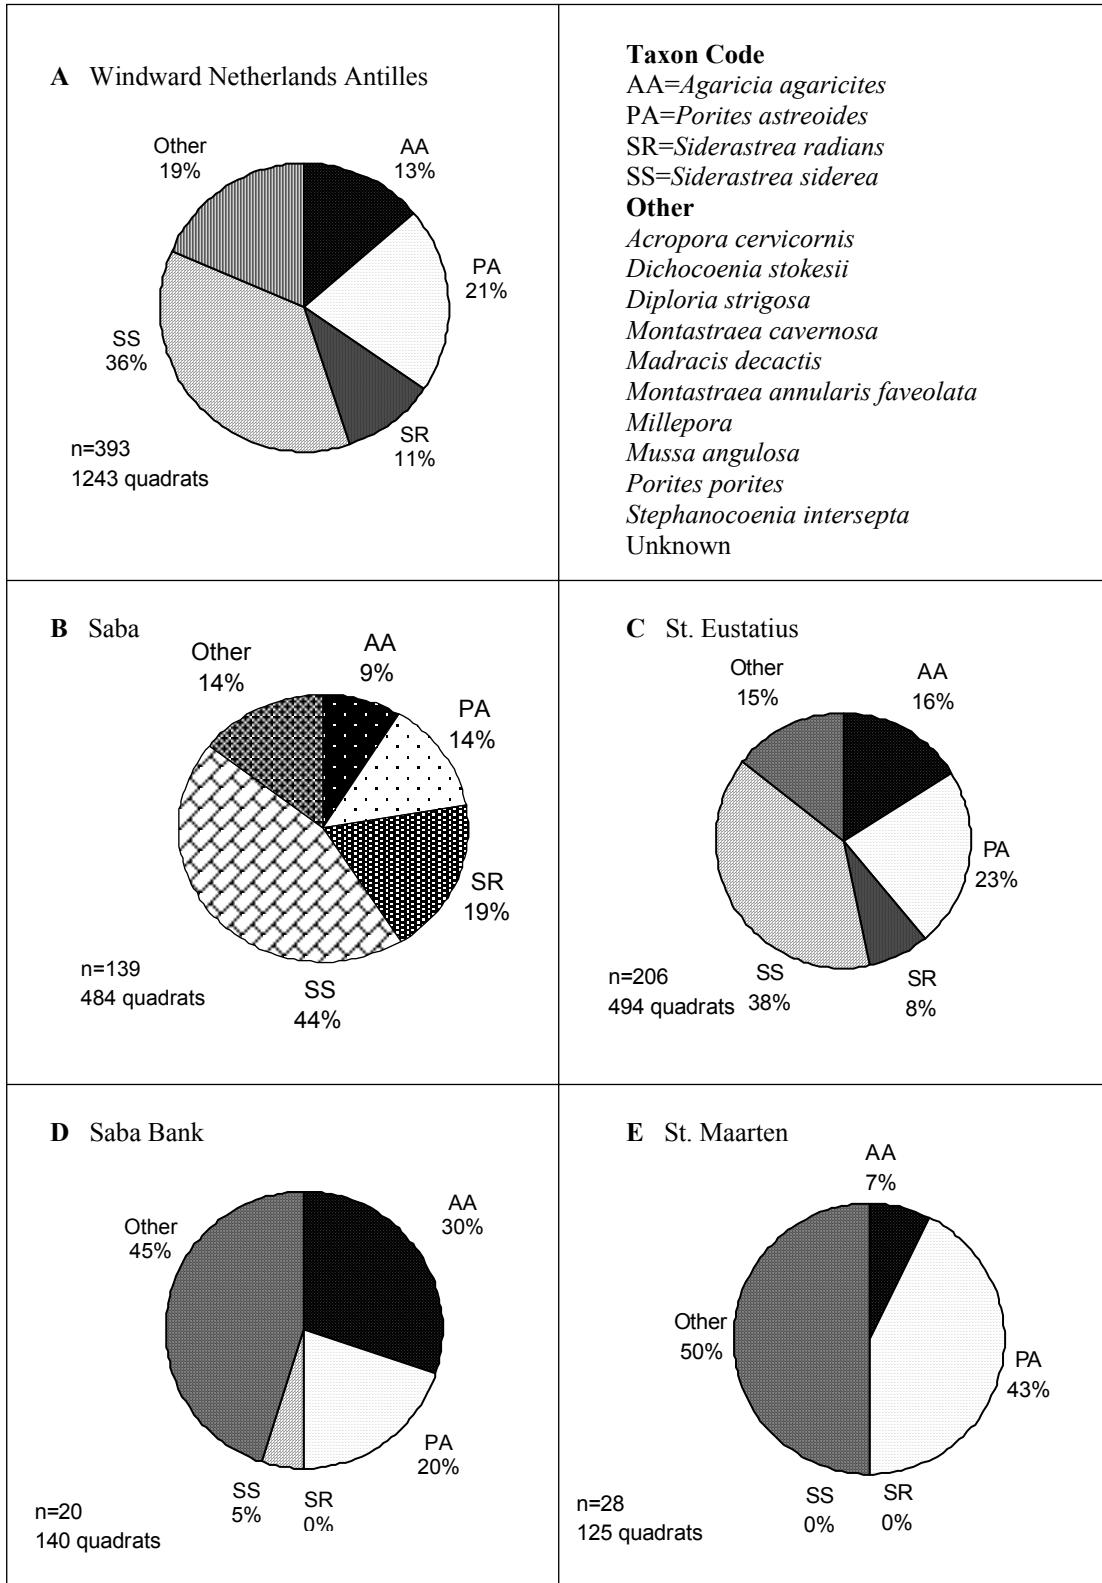 A Windward Netherlands Antilles
Other
19%
AA
13%
PA
21%
SS
36%
SR
11%
n=393
1243 quadrats
Taxon Code
AA=Agaricia agaricites
PA=Porites astreoides
SR=Siderastrea radians
SS=Siderastrea siderea
Other
Acropora cervicornis
Dichocoenia stokesii
Diploria strigosa
Montastraea cavernosa
Madracis decactis
Montastraea annularis faveolata
Millepora
Mussa angulosa
Porites porites
Stephanocoenia intersepta
Unknown
B Saba
Other
14%
AA
9%
PA
14%
SR
19%
SS
44%
n=139
484 quadrats
C St. Eustatius
Other
15%
AA
16%
PA
23%
SR
8%
SS
38%
n=206
494 quadrats
D Saba Bank
Other
45%
AA
30%
PA
20%
SS
5%
SR
0%
n=20
140 quadrats
E St. Maarten
AA
7%
Other
50%
PA
43%
SS
0%
SR
0%
n=28
125 quadrats